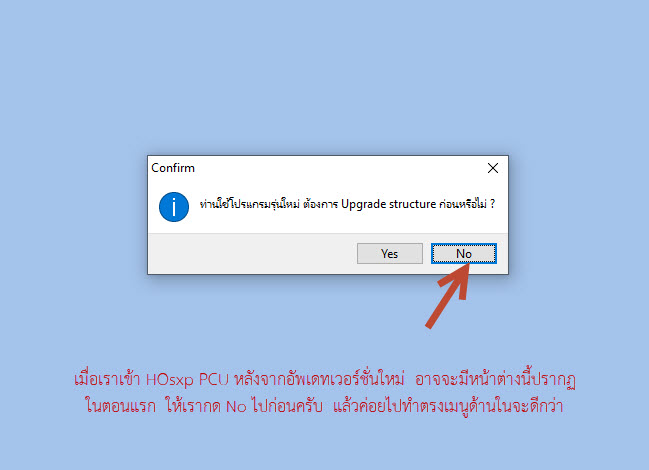 Confirm
ท่านใช้โปรแกรมรุ่นใหม่ ต้องการ Upgrade structure ก่อนหรือไม่ ?
Yes
No
เมื่อเราเข้า HOsxp PCU หลังจากอัพเดทเวอร์ชั่นใหม่ อาจจะมีหน้าต่างนี้ปรากฏ
ในตอนแรก ให้เรากด No ไปก่อนครับ แล้วค่อยไปทำตรงเมนูด้านในจะดีกว่า